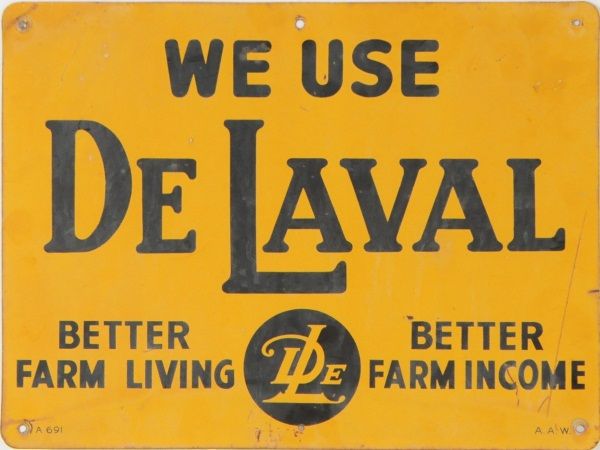 WE USE
DE LAVAL
BETTER FARM LIVING
DLE
BETTER FARM INCOME
A 691
A. A. W.